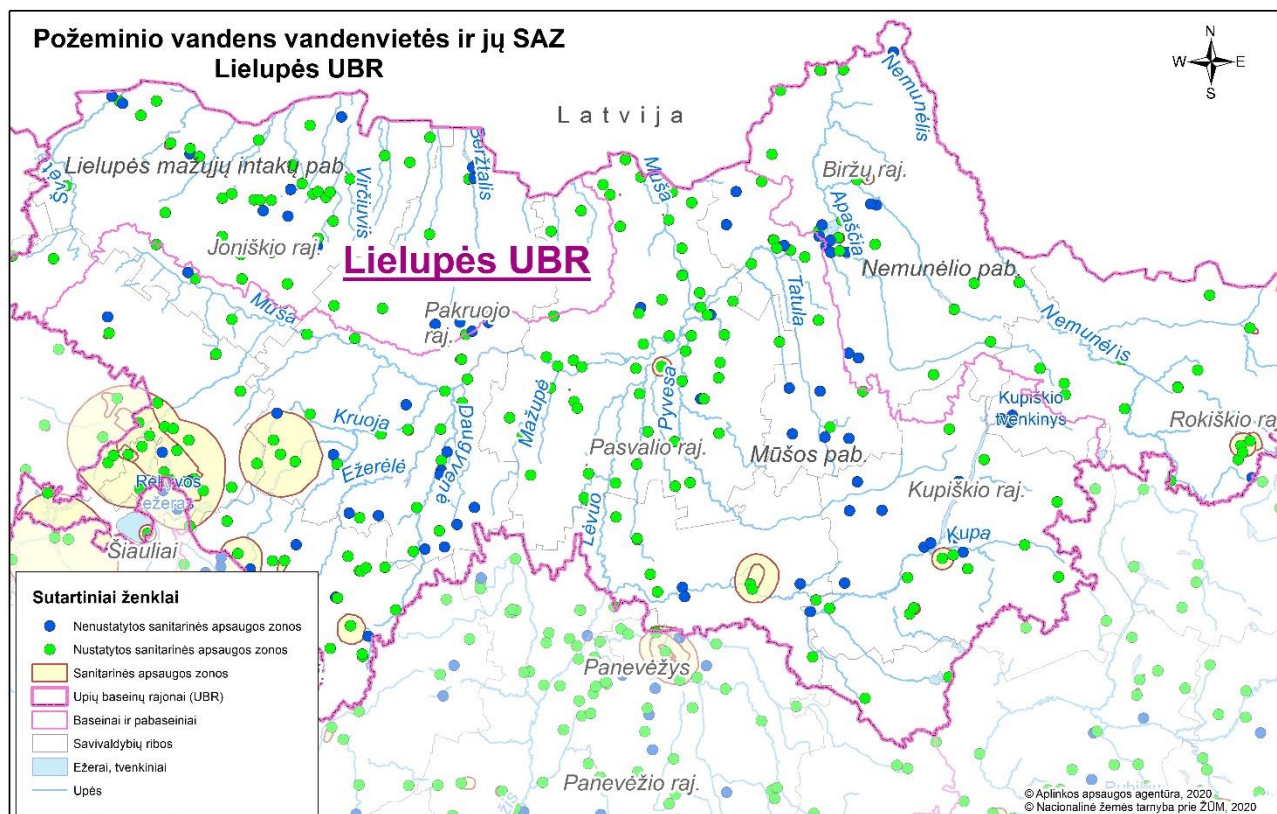 Požeminio vandens vandenvietės ir jų SAZ
Lielupės UBR
N
W E
S
Latvija
Nemunėlis
Beržtalis
Mūša
Biržų raj.
Lielupės mažųjų intakų pab.
Virčiuvis
Apaščia
Joniškio raj.
Lielupės UBR
Nemunėlio pab.
Mūša
Tatula
Pakruojo
raj.
Nemunėlis
Pyvesa
Mažupė
Kruoja
Daugyvenė
Kupiškio
tvenkinys
Rokiškio raj.
Pasvalio raj.
Mūšos pab.
Ežerėlė
Lėvuo
Kupiškio raj.
ežeras
Kupa
Šiauliai
Sutartiniai ženklai
Nenustatytos sanitarinės apsaugos zonos
Nustatytos sanitarinės apsaugos zonos
Sanitarinės apsaugos zonos
Upių baseinų rajonai (UBR)
Baseinai ir pabaseiniai
Savivaldybių ribos
Ežerai, tvenkiniai
Upės
Panevėžys
Panevėžio raj.
© Aplinkos apsaugos agentūra, 2020
© Nacionalinė žemės tarnyba prie ŽŪM, 2020